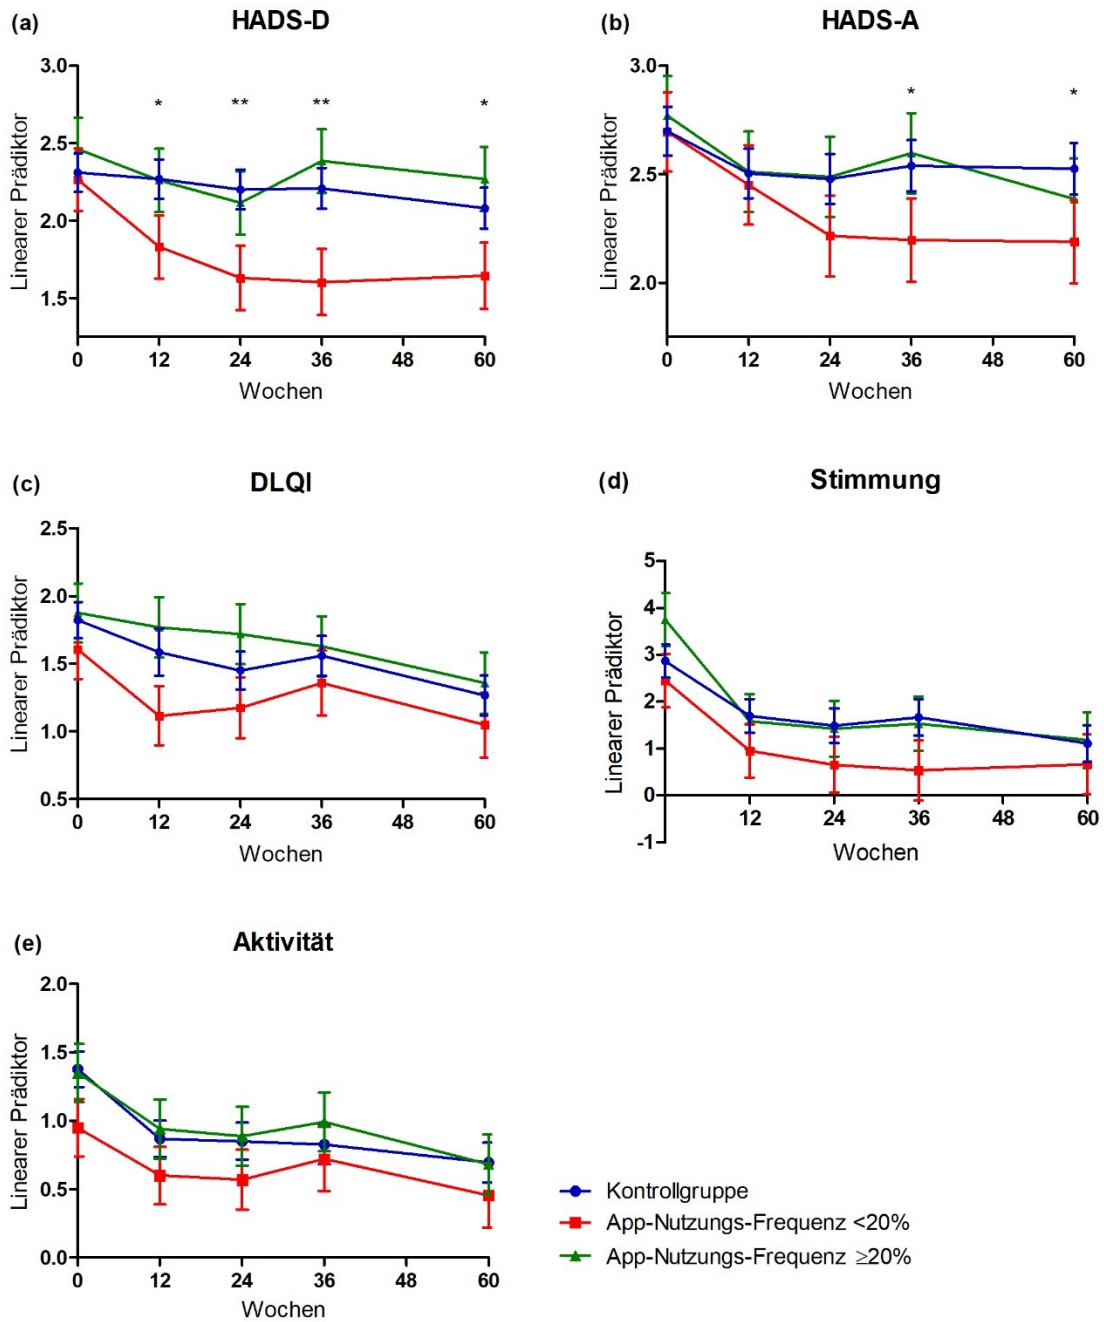 (a) HADS-D
Linearer Prädiktor
3.0
2.5
2.0
1.5
* ** ** *
0 12 24 36 48 60
Wochen
(b) HADS-A
Linearer Prädiktor
3.0
2.5
2.0
* *
0 12 24 36 48 60
Wochen
(c) DLQI
Linearer Prädiktor
2.5
2.0
1.5
1.0
0.5
0 12 24 36 48 60
Wochen
(d) Stimmung
Linearer Prädiktor
5
4
3
2
1
0
-1
12 24 36 48 60
Wochen
(e) Aktivität
Linearer Prädiktor
2.0
1.5
1.0
0.5
0.0
0 12 24 36 48 60
Wochen
Kontrollgruppe
App-Nutzungs-Frequenz <20%
App-Nutzungs-Frequenz ≥20%